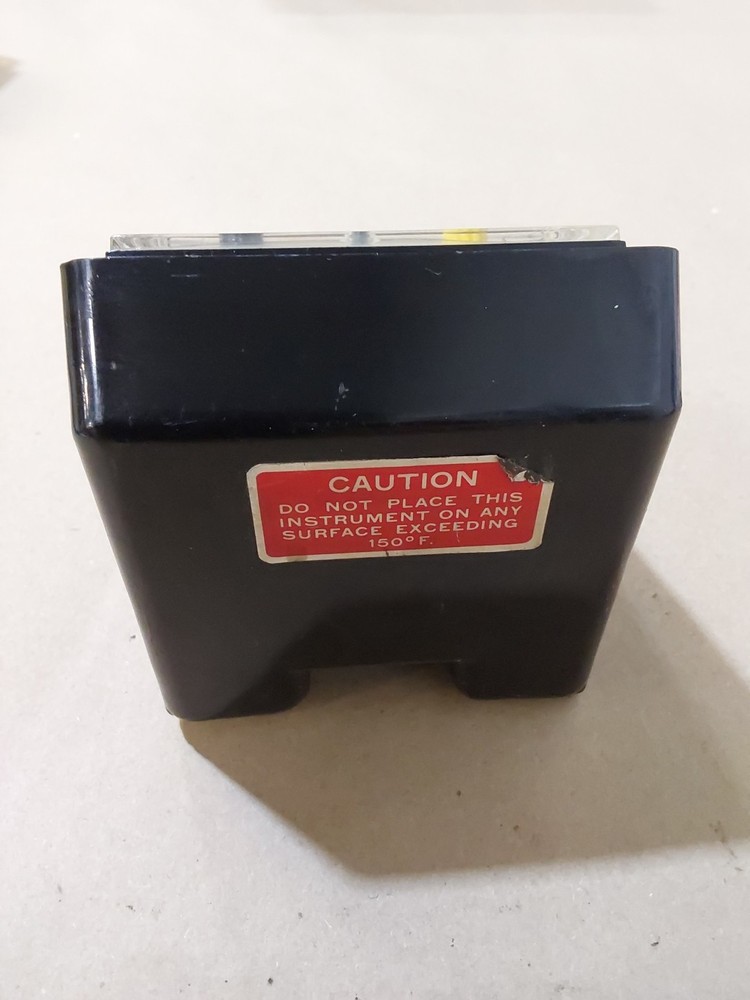 CAUTION
DO NOT PLACE THIS
INSTRUMENT ON ANY
SURFACE EXCEEDING
150°F.